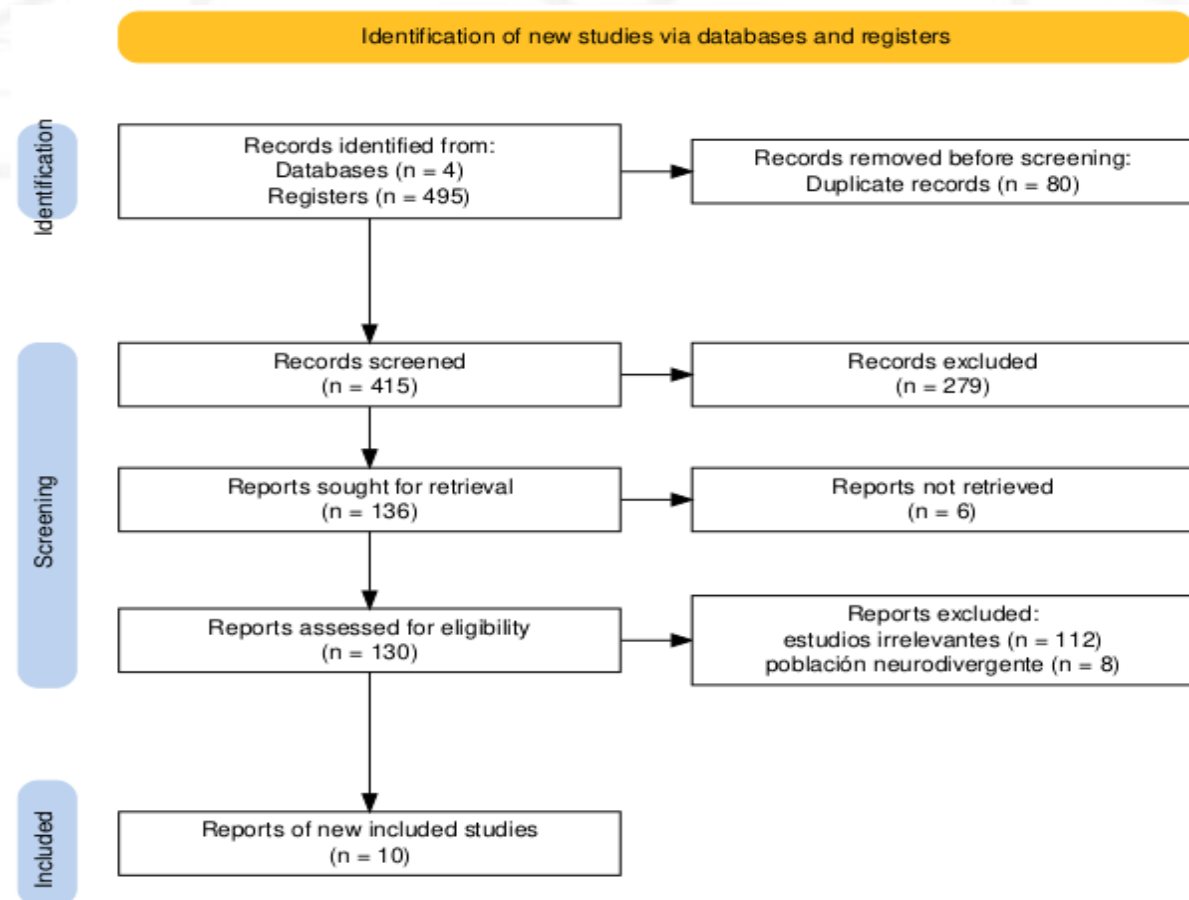 Identification of new studies via databases and registers
Identification
Records identified from:
Databases (n = 4)
Registers (n = 495)
Records removed before screening:
Duplicate records (n = 80)
Screening
Records screened
(n = 415)
Records excluded
(n = 279)
Reports sought for retrieval
(n = 136)
Reports not retrieved
(n = 6)
Reports assessed for eligibility
(n = 130)
Reports excluded:
estudios irrelevantes (n = 112)
población neurodivergente (n = 8)
Included
Reports of new included studies
(n = 10)